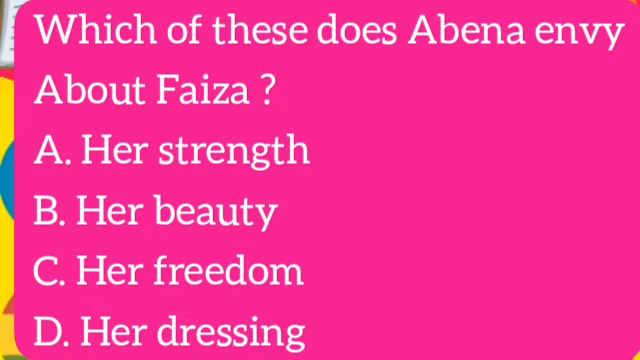 Which of these does Abena envy
About Faiza ?
A. Her strength
B. Her beauty
C. Her freedom
D. Her dressing